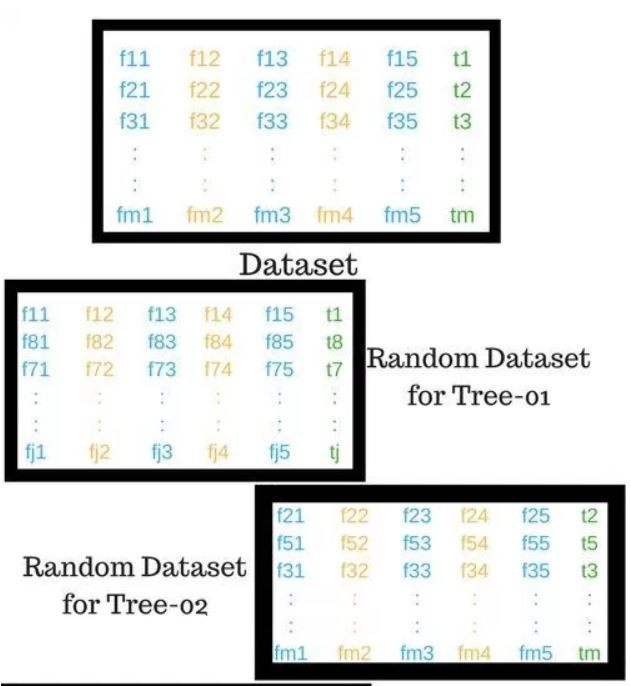 f11 f12 f13 f14 f15 t1
f21 f22 f23 f24 f25 t2
f31 f32 f33 f34 f35 t3
: : : : : :
: : : : : :
fm1 fm2 fm3 fm4 fm5 tm
Dataset
f11 f12 f13 f14 f15 t1
f81 f82 f83 f84 f85 t8
f71 f72 f73 f74 f75 t7
: : : : : :
: : : : : :
fj1 fj2 fj3 fj4 fj5 tj
Random Dataset
for Tree-01
f21 f22 f23 f24 f25 t2
f51 f52 f53 f54 f55 t5
f31 f32 f33 f34 f35 t3
: : : : : :
: : : : : :
fm1 fm2 fm3 fm4 fm5 tm
Random Dataset
for Tree-02